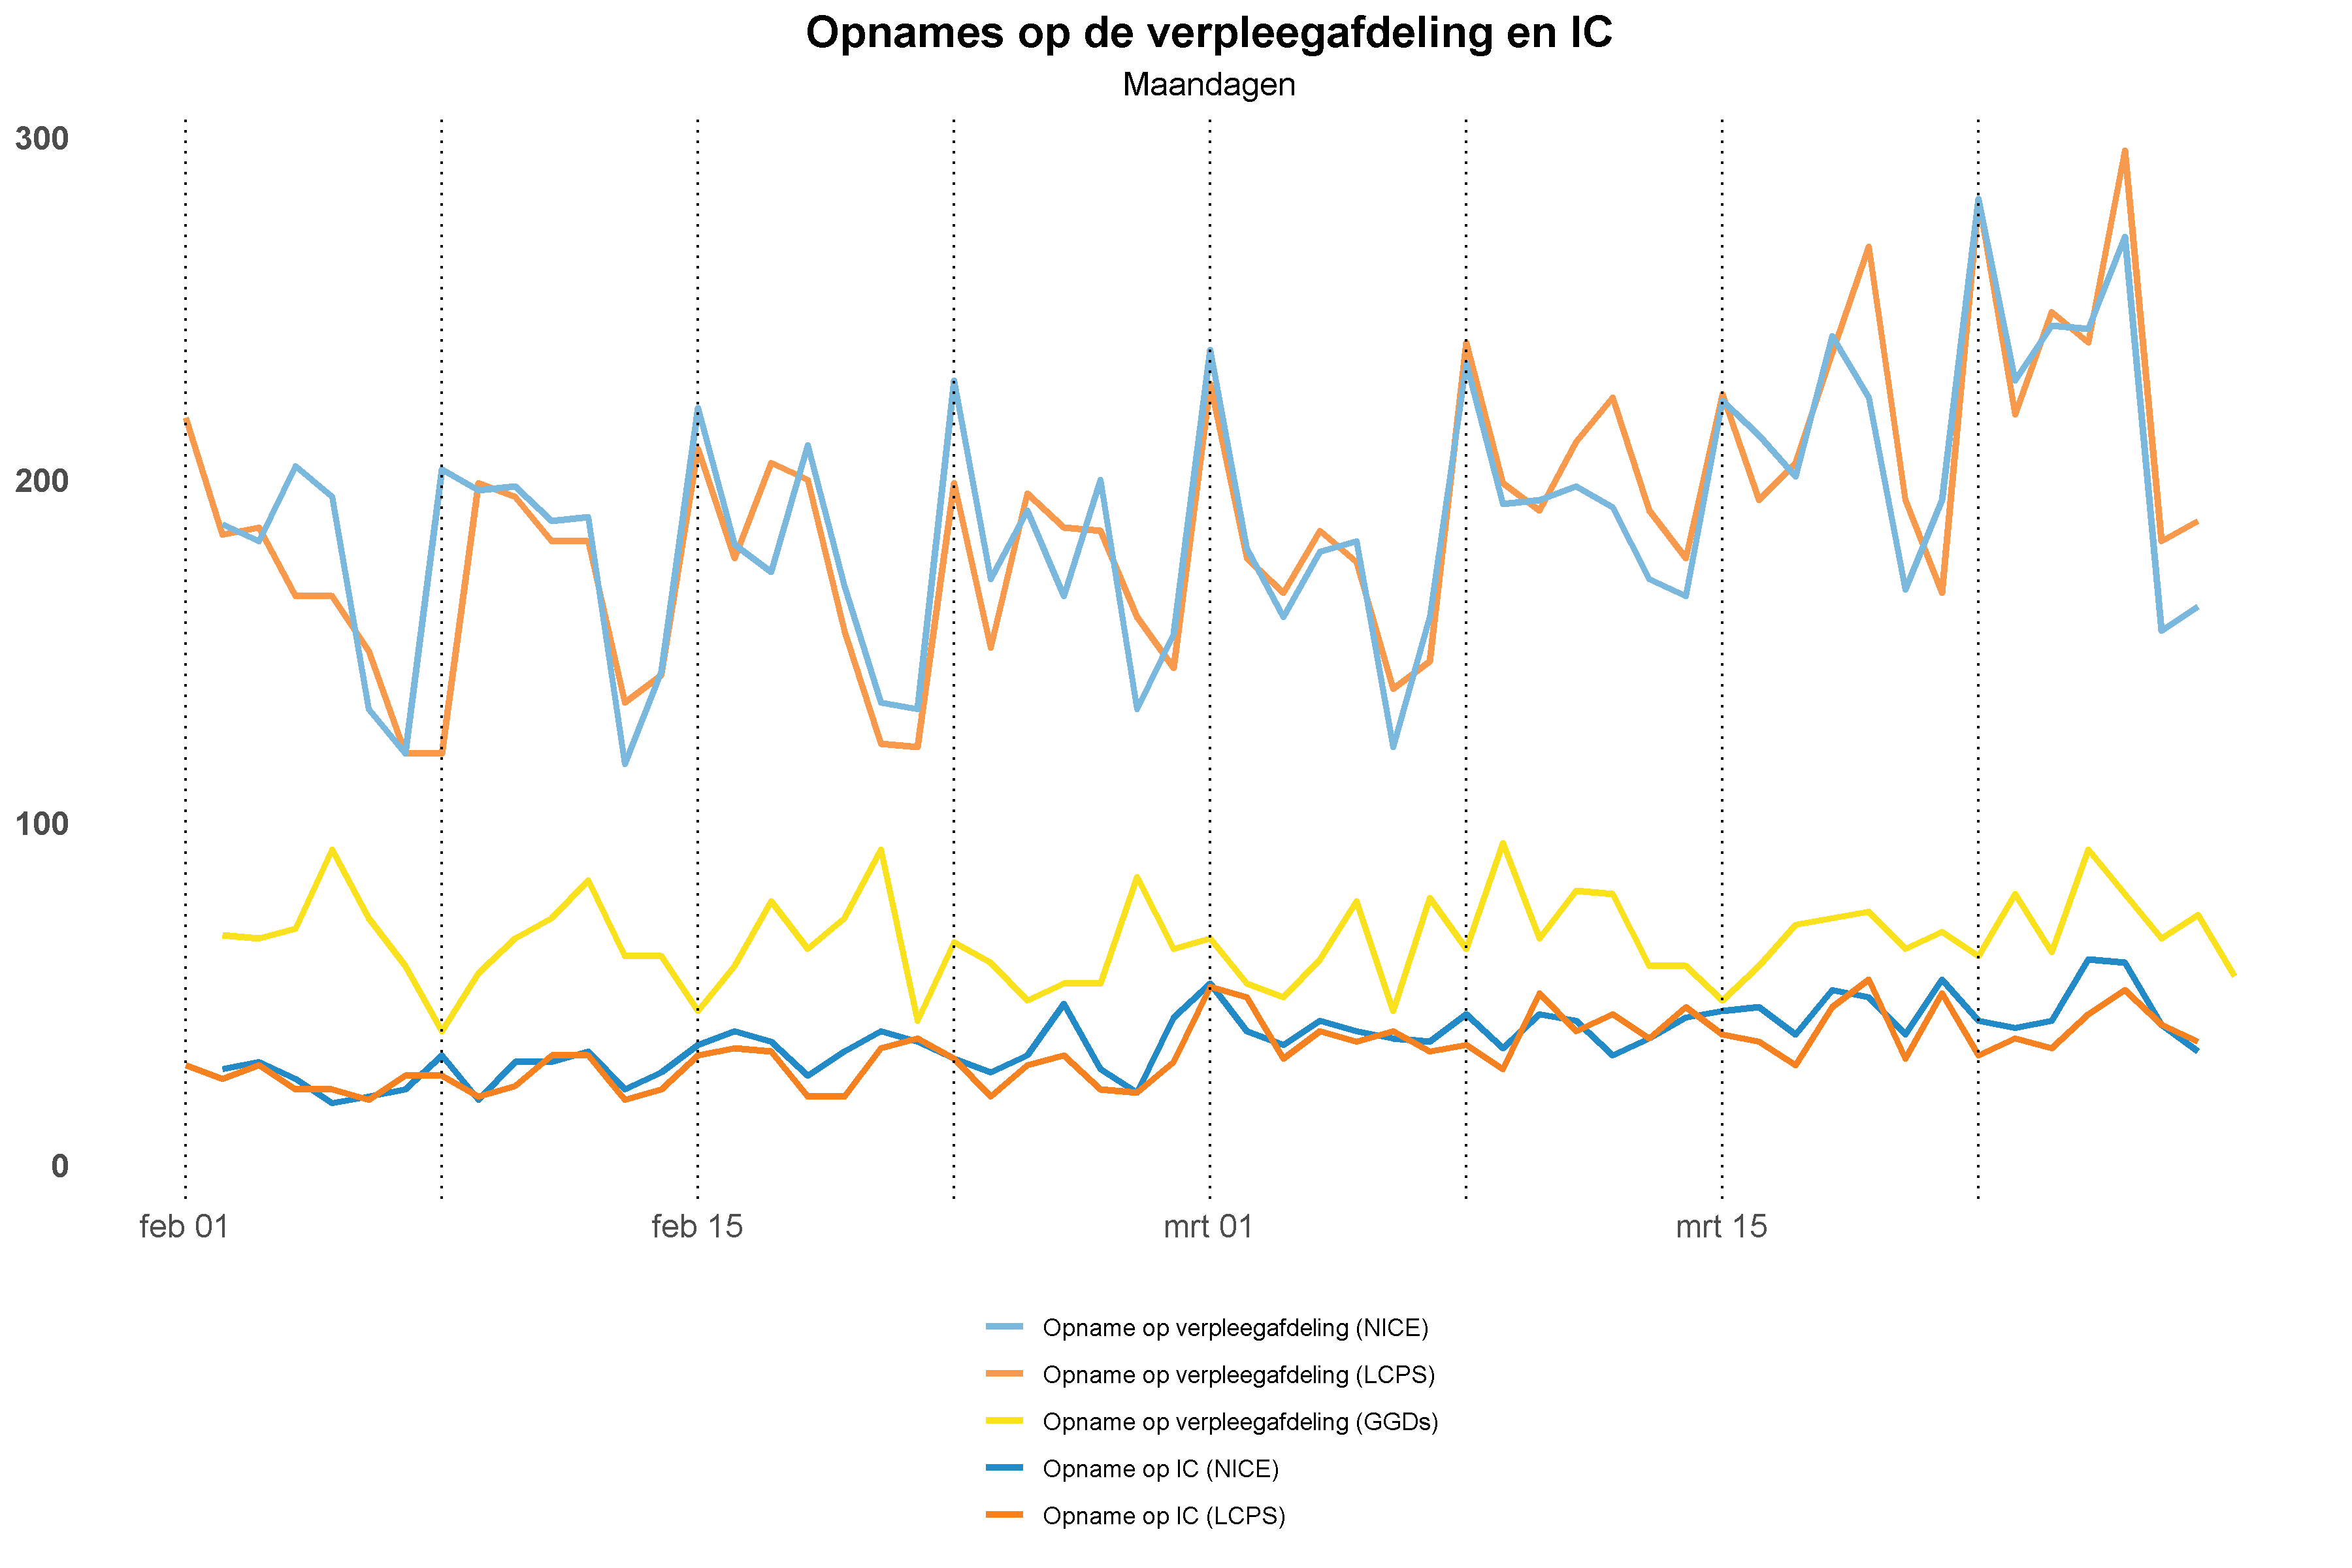 Opnames op de verpleegafdeling en IC
Maandagen
300
200
100
0
feb 01 feb 15 mrt 01 mrt 15
Opname op verpleegafdeling (NICE)
Opname op verpleegafdeling (LCPS)
Opname op verpleegafdeling (GGDs)
Opname op IC (NICE)
Opname op IC (LCPS)